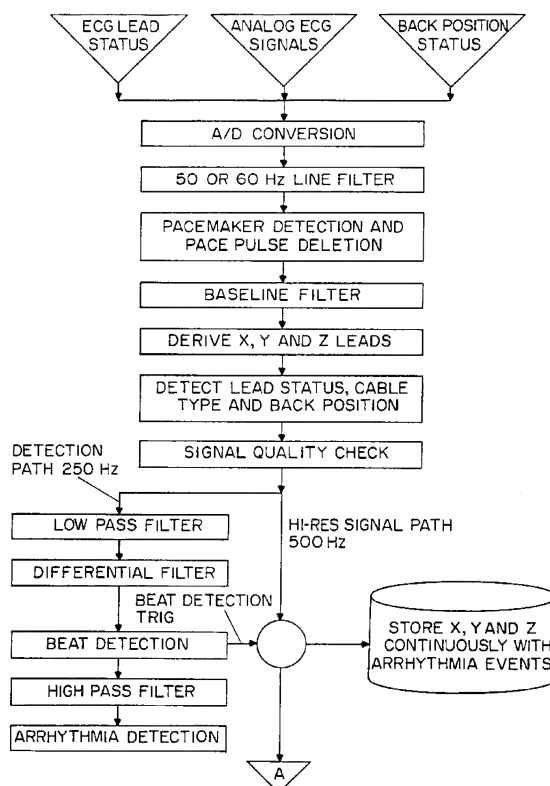 ECG LEAD
STATUS
ANALOG ECG
SIGNALS
BACK POSITION
STATUS
A/D CONVERSION
50 OR 60 Hz LINE FILTER
PACEMAKER DETECTION AND
PACE PULSE DELETION
BASELINE FILTER
DERIVE X, Y AND Z LEADS
DETECT LEAD STATUS, CABLE
TYPE AND BACK POSITION
SIGNAL QUALITY CHECK
DETECTION
PATH 250 Hz
LOW PASS FILTER
DIFFERENTIAL FILTER
HI-RES SIGNAL PATH
500 Hz
BEAT DETECTION
TRIG
BEAT DETECTION
HIGH PASS FILTER
ARRHYTHMIA DETECTION
STORE X, Y AND Z
CONTINUOUSLY WITH
ARRHYTHMIA EVENTS
A